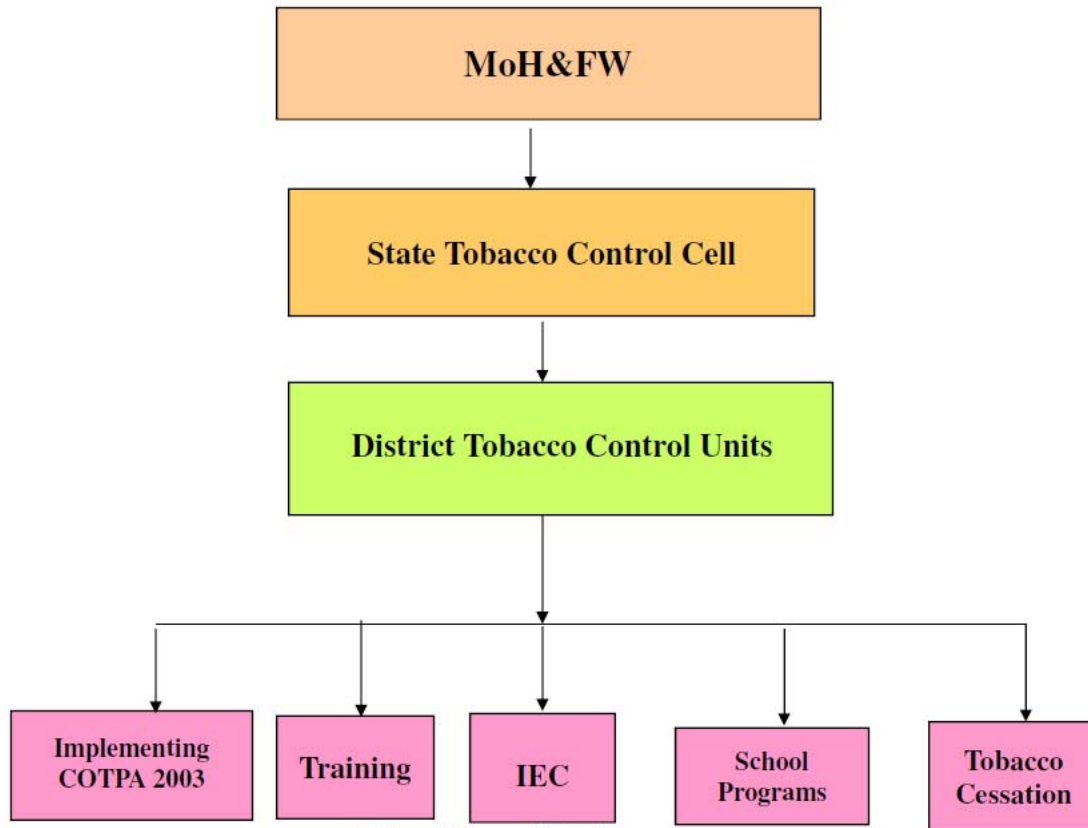 MoH&FW
State Tobacco Control Cell
District Tobacco Control Units
Implementing
COTPA 2003
Training
IEC
School
Programs
Tobacco
Cessation